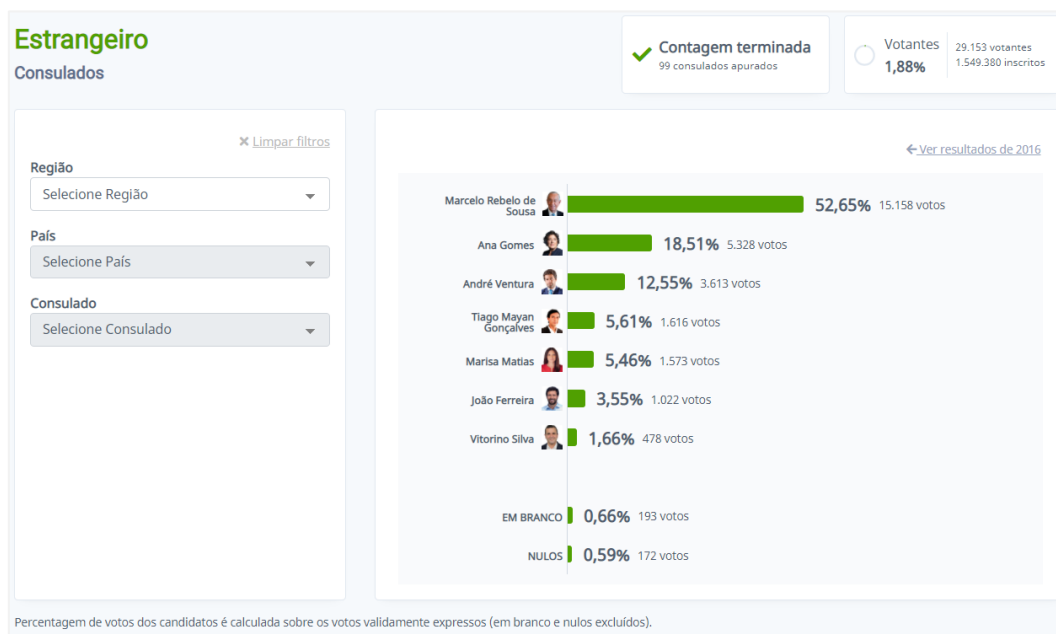 Estrangeiro
Consulados
Contagem terminada
99 consulados apurados
Votantes
1,88%
29.153 votantes
1.549.380 inscritos
Limpar filtros
Região
Selecione Região
País
Selecione País
Consulado
Selecione Consulado
Ver resultados de 2016
Marcelo Rebelo de
Sousa
52,65% 15.158 votos
Ana Gomes 18,51% 5.328 votos
André Ventura 12,55% 3.613 votos
Tiago Mayan
Gonçalves
5,61% 1.616 votos
Marisa Matias 5,46% 1.573 votos
João Ferreira 3,55% 1.022 votos
Vitorino Silva 1,66% 478 votos
EM BRANCO 0,66% 193 votos
NULOS 0,59% 172 votos
Percentagem de votos dos candidatos é calculada sobre os votos validamente expressos (em branco e nulos excluídos).